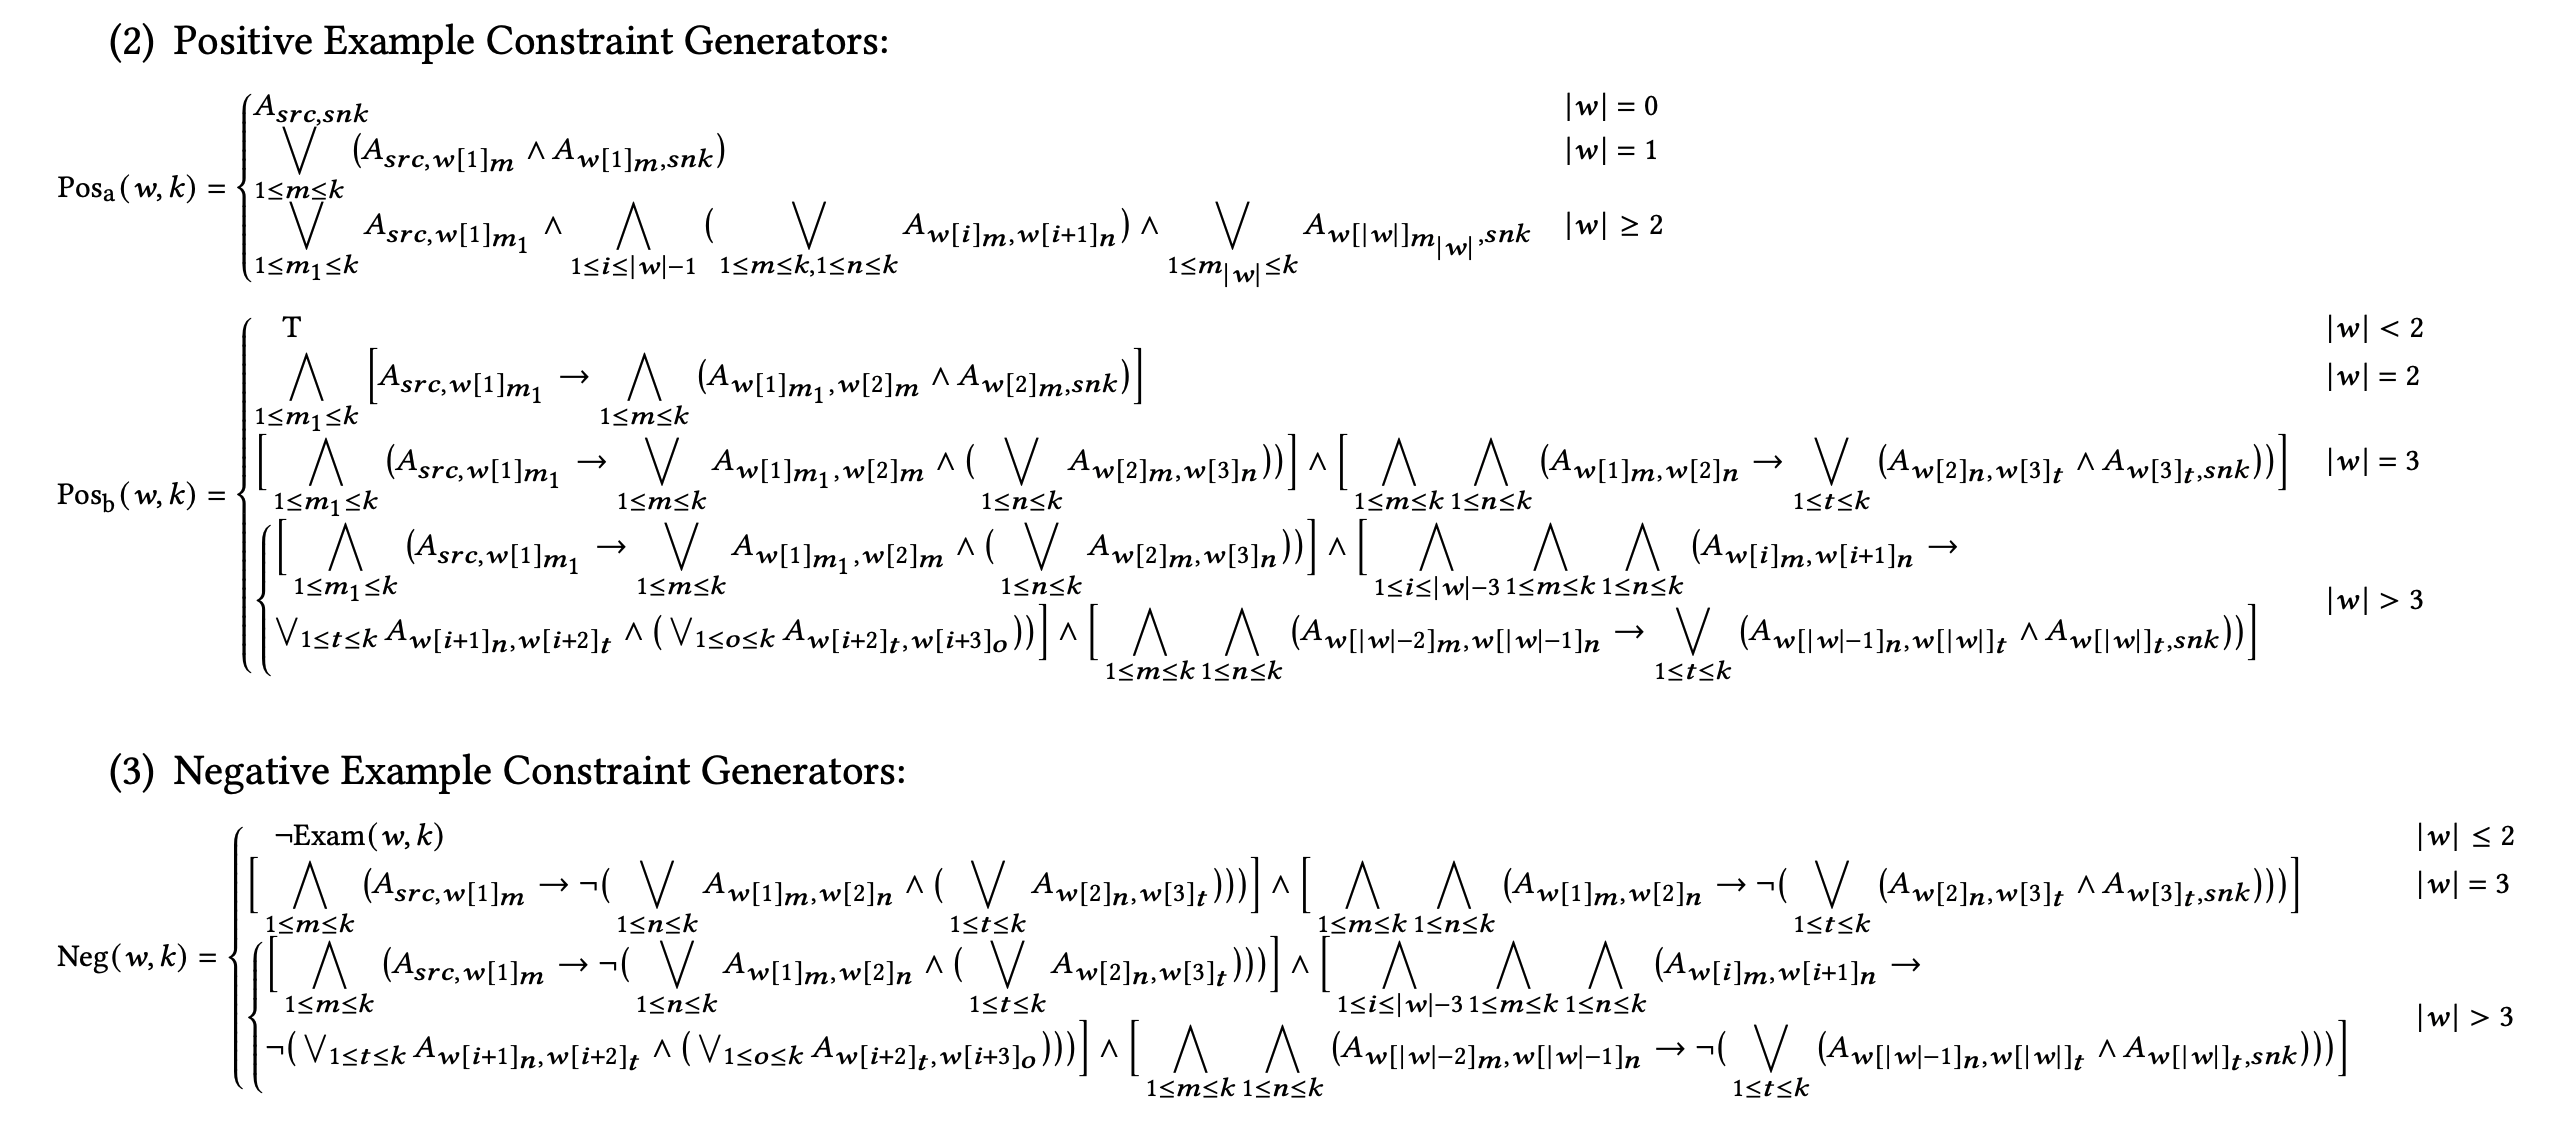 (2) Positive Example Constraint Generators:
Posₐ(w, k) = { A_{src,snk} |w| = 0
⋁_{1≤m≤k} (A_{src,w[1]_m} ∧ A_{w[1]_m,snk}) |w| = 1
⋁_{1≤m_1≤k} A_{src,w[1]_{m_1}} ∧ ⋀_{1≤i≤|w|−1} ( ⋁_{1≤m≤k,1≤n≤k} A_{w[i]_m,w[i+1]_n}) ∧ ⋁_{1≤m_{|w|}≤k} A_{w[|w|]_{m_{|w|}},snk} |w| ≥ 2
Pos_b(w, k) = { T |w| < 2
⋀_{1≤m_1≤k} [A_{src,w[1]_{m_1}} → ⋀_{1≤m≤k} (A_{w[1]_{m_1},w[2]_m} ∧ A_{w[2]_m,snk})] |w| = 2
[ ⋀_{1≤m_1≤k} (A_{src,w[1]_{m_1}} → ⋁_{1≤m≤k} A_{w[1]_{m_1},w[2]_m} ∧ ( ⋁_{1≤n≤k} A_{w[2]_m,w[3]_n}))] ∧ [ ⋀_{1≤m≤k} ⋀_{1≤n≤k} (A_{w[1]_m,w[2]_n} → ⋁_{1≤t≤k} (A_{w[2]_n,w[3]_t} ∧ A_{w[3]_t,snk}))] |w| = 3
{ [ ⋀_{1≤m_1≤k} (A_{src,w[1]_{m_1}} → ⋁_{1≤m≤k} A_{w[1]_{m_1},w[2]_m} ∧ ( ⋁_{1≤n≤k} A_{w[2]_m,w[3]_n}))] ∧ [ ⋀_{1≤i≤|w|−3} ⋀_{1≤m≤k} ⋀_{1≤n≤k} (A_{w[i]_m,w[i+1]_n} →
⋁_{1≤t≤k} A_{w[i+1]_n,w[i+2]_t} ∧ ( ⋁_{1≤o≤k} A_{w[i+2]_t,w[i+3]_o}))] ∧ [ ⋀_{1≤m≤k} ⋀_{1≤n≤k} (A_{w[|w|−2]_m,w[|w|−1]_n} → ⋁_{1≤t≤k} (A_{w[|w|−1]_n,w[|w|]_t} ∧ A_{w[|w|]_t,snk}))] |w| > 3
(3) Negative Example Constraint Generators:
Neg(w, k) = { ¬Exam(w, k) |w| ≤ 2
[ ⋀_{1≤m≤k} (A_{src,w[1]_m} → ¬( ⋁_{1≤n≤k} A_{w[1]_m,w[2]_n} ∧ ( ⋁_{1≤t≤k} A_{w[2]_n,w[3]_t})))] ∧ [ ⋀_{1≤m≤k} ⋀_{1≤n≤k} (A_{w[1]_m,w[2]_n} → ¬( ⋁_{1≤t≤k} (A_{w[2]_n,w[3]_t} ∧ A_{w[3]_t,snk})))] |w| = 3
{ [ ⋀_{1≤m≤k} (A_{src,w[1]_m} → ¬( ⋁_{1≤n≤k} A_{w[1]_m,w[2]_n} ∧ ( ⋁_{1≤t≤k} A_{w[2]_n,w[3]_t})))] ∧ [ ⋀_{1≤i≤|w|−3} ⋀_{1≤m≤k} ⋀_{1≤n≤k} (A_{w[i]_m,w[i+1]_n} →
¬( ⋁_{1≤t≤k} A_{w[i+1]_n,w[i+2]_t} ∧ ( ⋁_{1≤o≤k} A_{w[i+2]_t,w[i+3]_o})))] ∧ [ ⋀_{1≤m≤k} ⋀_{1≤n≤k} (A_{w[|w|−2]_m,w[|w|−1]_n} → ¬( ⋁_{1≤t≤k} (A_{w[|w|−1]_n,w[|w|]_t} ∧ A_{w[|w|]_t,snk})))] |w| > 3